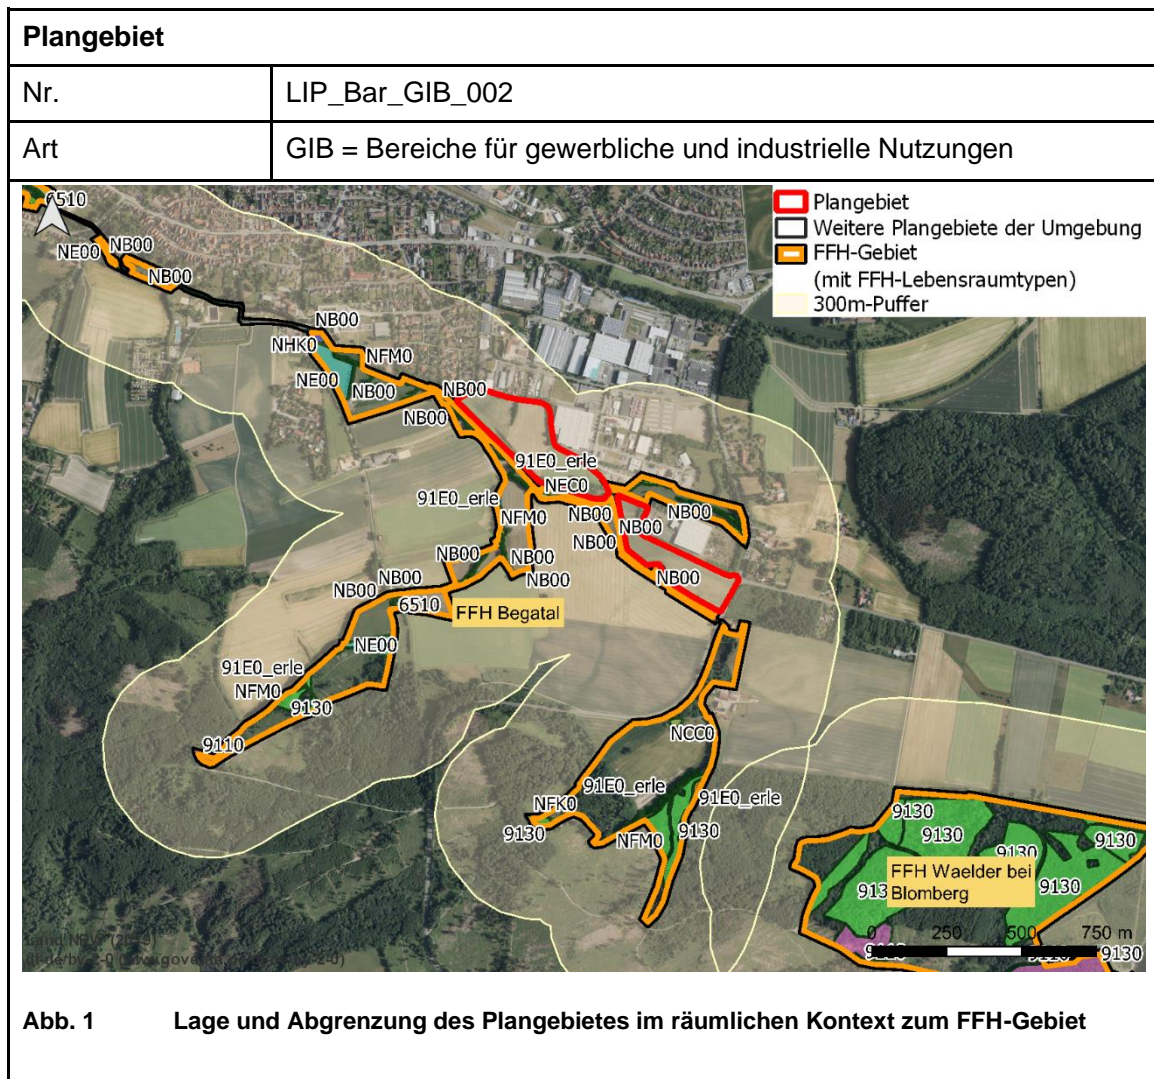 Plangebiet
Nr.
LIP_Bar_GIB_002
Art
GIB = Bereiche für gewerbliche und industrielle Nutzungen
Plangebiet
Weitere Plangebiete der Umgebung
FFH-Gebiet
(mit FFH-Lebensraumtypen)
300m-Puffer
6510
NE00
NB00
NB00
NB00
NHK0
NFM0
NE00
NB00
NB00
NB00
91E0_erle
NEC0
91E0_erle
NFM0
NB00
NB00
NB00
NB00
NB00
NB00
NB00
NB00
NB00
NB00
6510
FFH Begatal
NE00
91E0_erle
NFM0
9130
9110
NCC0
91E0_erle
91E0_erle
NFK0
9130
NFM0
9130
9130
9130
9130
9130
FFH Waelder bei
Blomberg
9130
0 250 500 750 m
9130
Land NRW (2019)
Abb. 1 Lage und Abgrenzung des Plangebietes im räumlichen Kontext zum FFH-Gebiet